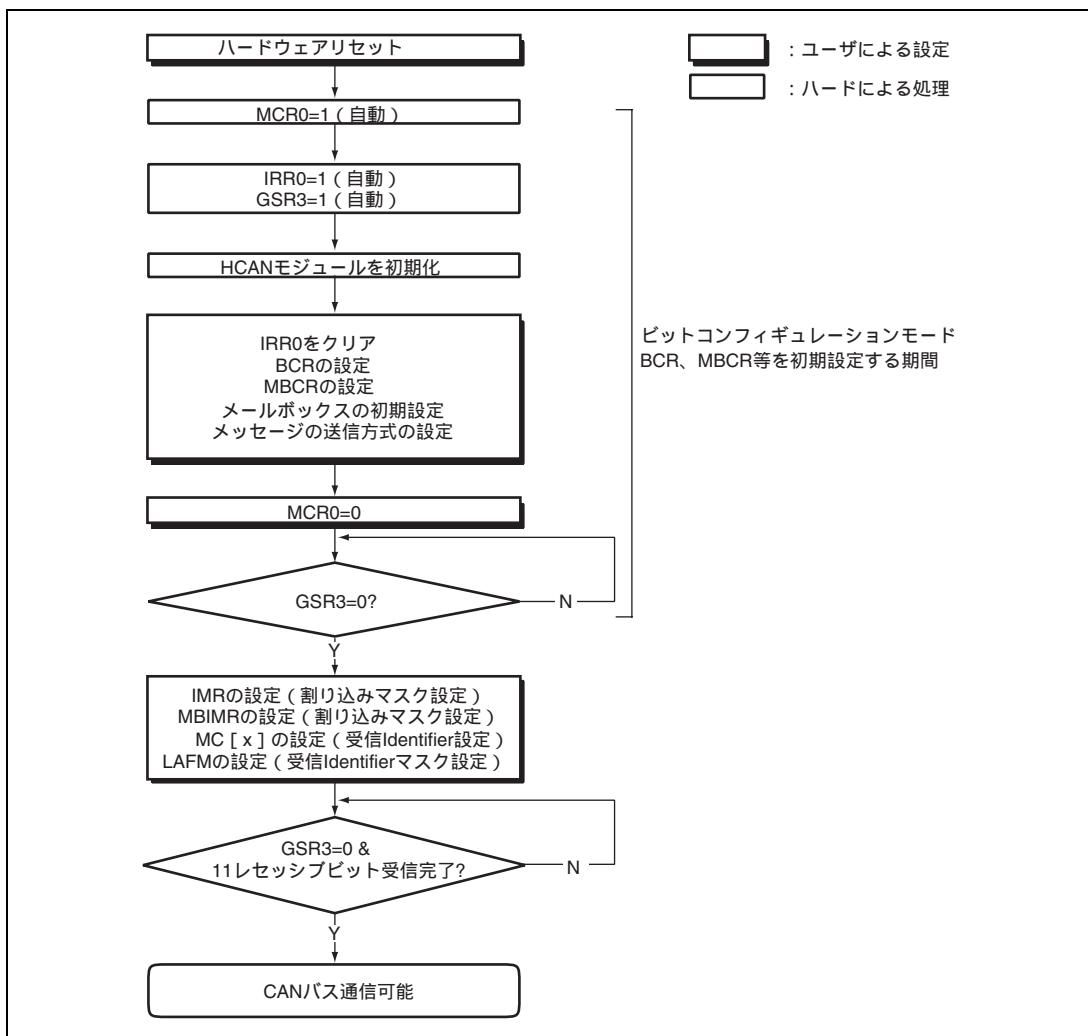 ハードウェアリセット
：ユーザによる設定
：ハードによる処理
MCR0=1（自動）
IRR0=1（自動）
GSR3=1（自動）
HCANモジュールを初期化
IRR0をクリア
BCRの設定
MBCRの設定
メールボックスの初期設定
メッセージの送信方式の設定
ビットコンフィギュレーションモード
BCR、MBCR等を初期設定する期間
MCR0=0
GSR3=0?
N
Y
IMRの設定（割り込みマスク設定）
MBIMRの設定（割り込みマスク設定）
MC［x］の設定（受信Identifier設定）
LAFMの設定（受信Identifierマスク設定）
GSR3=0 &
11レセッシブビット受信完了?
N
Y
CANバス通信可能